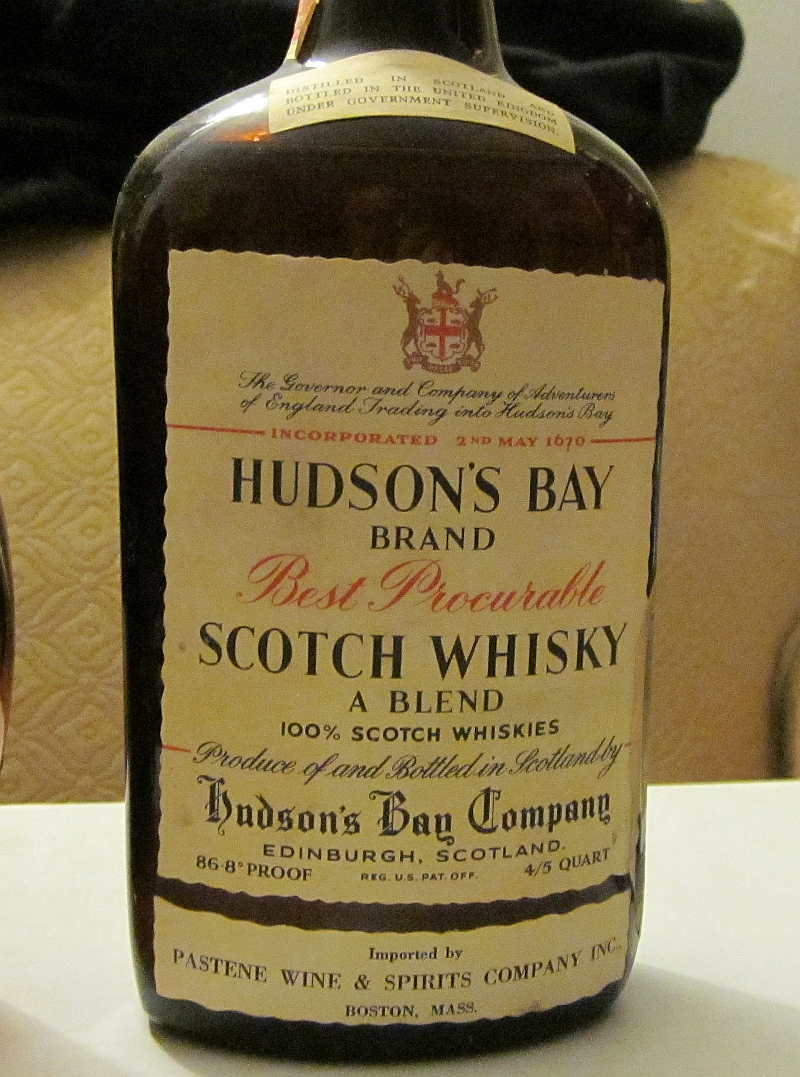 DISTILLED IN SCOTLAND AND
BOTTLED IN THE UNITED KINGDOM
UNDER GOVERNMENT SUPERVISION.
The Governor and Company of Adventurers
of England Trading into Hudson's Bay
INCORPORATED 2ND MAY 1670
HUDSON'S BAY
BRAND
Best Procurable
SCOTCH WHISKY
A BLEND
100% SCOTCH WHISKIES
Produce of and Bottled in Scotland by
Hudson's Bay Company
EDINBURGH, SCOTLAND.
86·8° PROOF REG. U.S. PAT. OFF. 4/5 QUART
Imported by
PASTENE WINE & SPIRITS COMPANY INC.
BOSTON, MASS.